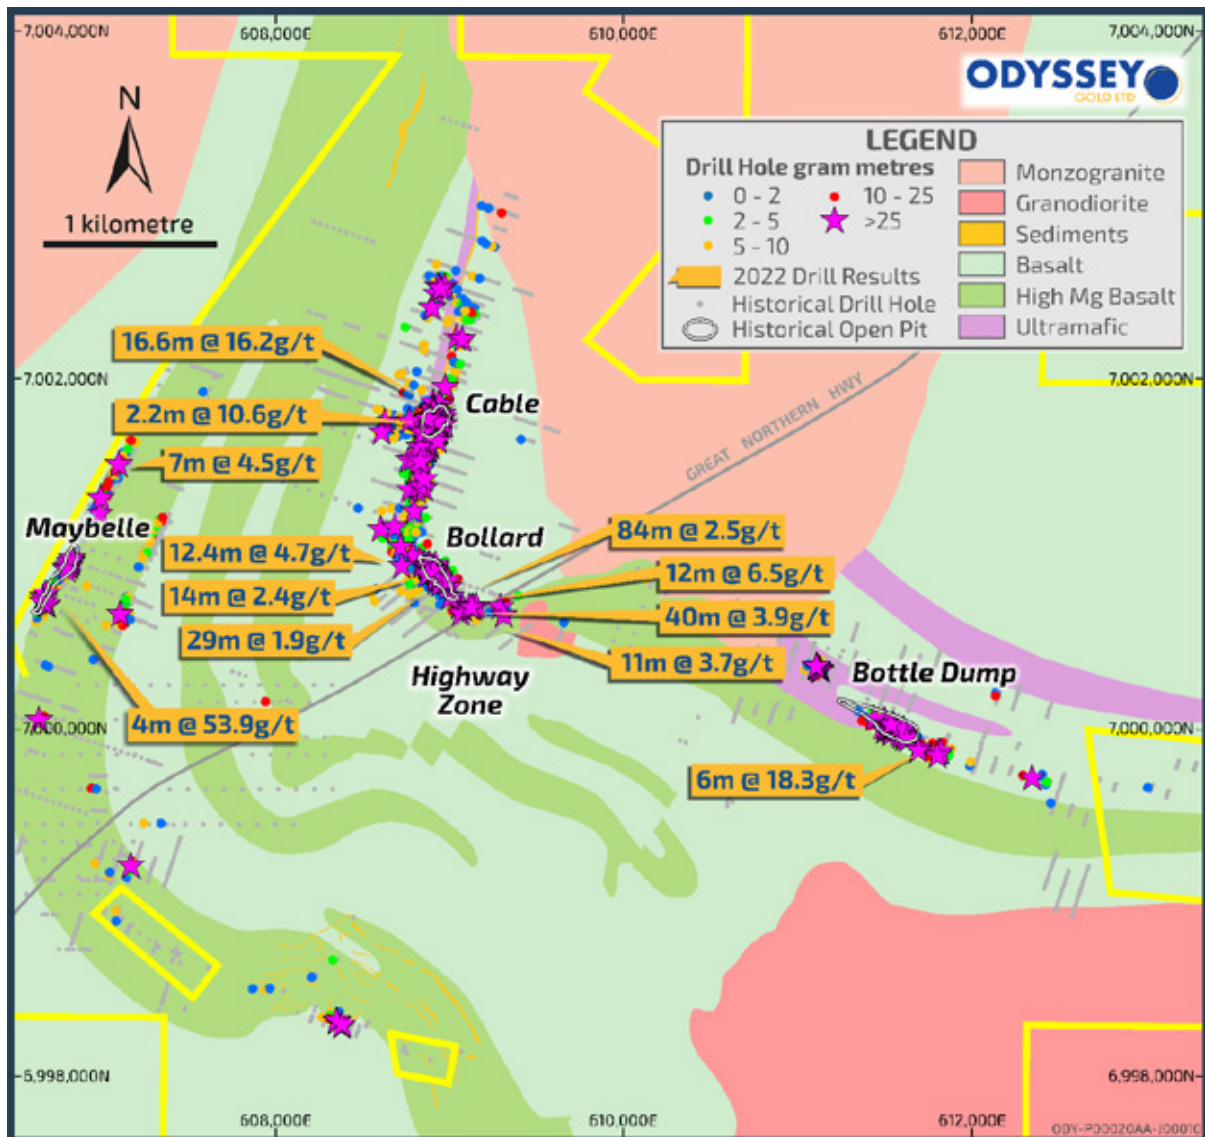 7,004,000N
608,000E
610,000E
612,000E
7,004,000N
ODYSSEY
GOLD LTD
N
1 kilometre
LEGEND
Drill Hole gram metres
0 - 2
2 - 5
5 - 10
10 - 25
>25
2022 Drill Results
Historical Drill Hole
Historical Open Pit
Monzogranite
Granodiorite
Sediments
Basalt
High Mg Basalt
Ultramafic
16.6m @ 16.2g/t
7,002,000N
7,002,000N
GREAT NORTHERN HWY
Cable
2.2m @ 10.6g/t
7m @ 4.5g/t
Maybelle
Bollard
84m @ 2.5g/t
12.4m @ 4.7g/t
12m @ 6.5g/t
14m @ 2.4g/t
40m @ 3.9g/t
29m @ 1.9g/t
11m @ 3.7g/t
Highway
Zone
Bottle Dump
4m @ 53.9g/t
7,000,000N
7,000,000N
6m @ 18.3g/t
6,998,000N
6,998,000N
608,000E
610,000E
612,000E